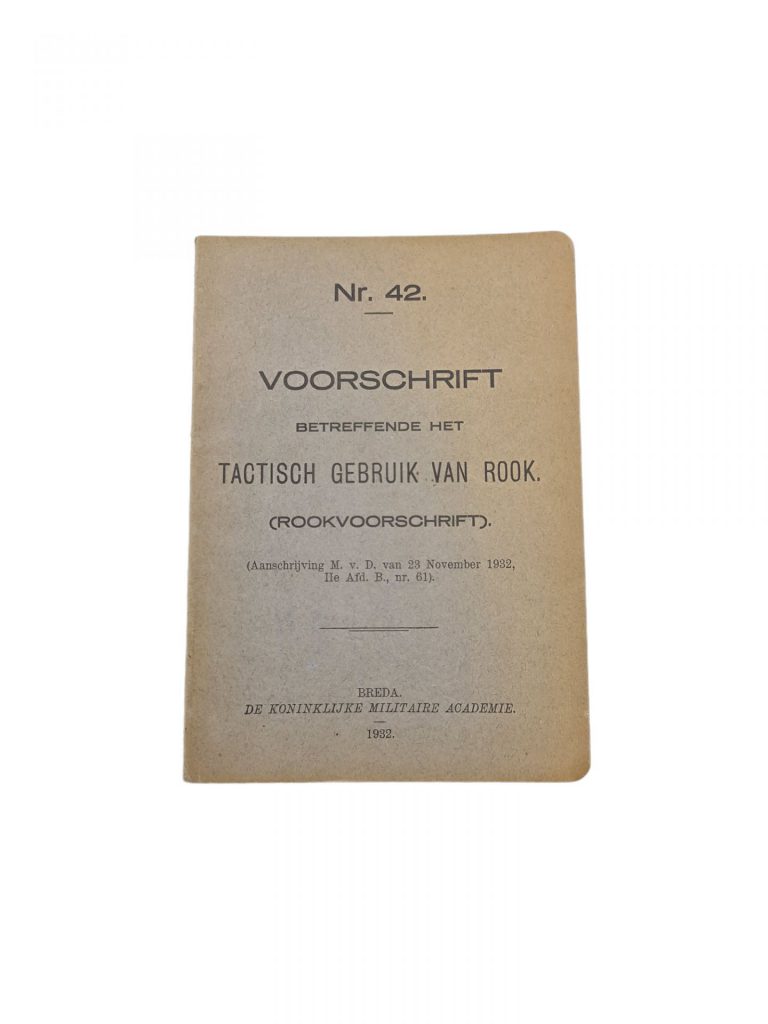 Nr. 42.
VOORSCHRIFT
BETREFFENDE HET
TACTISCH GEBRUIK VAN ROOK.
(ROOKVOORSCHRIFT).
(Aanschrijving M. v. D. van 23 November 1932,
IIe Afd. B., nr. 61).
BREDA.
DE KONINKLIJKE MILITAIRE ACADEMIE.
1932.